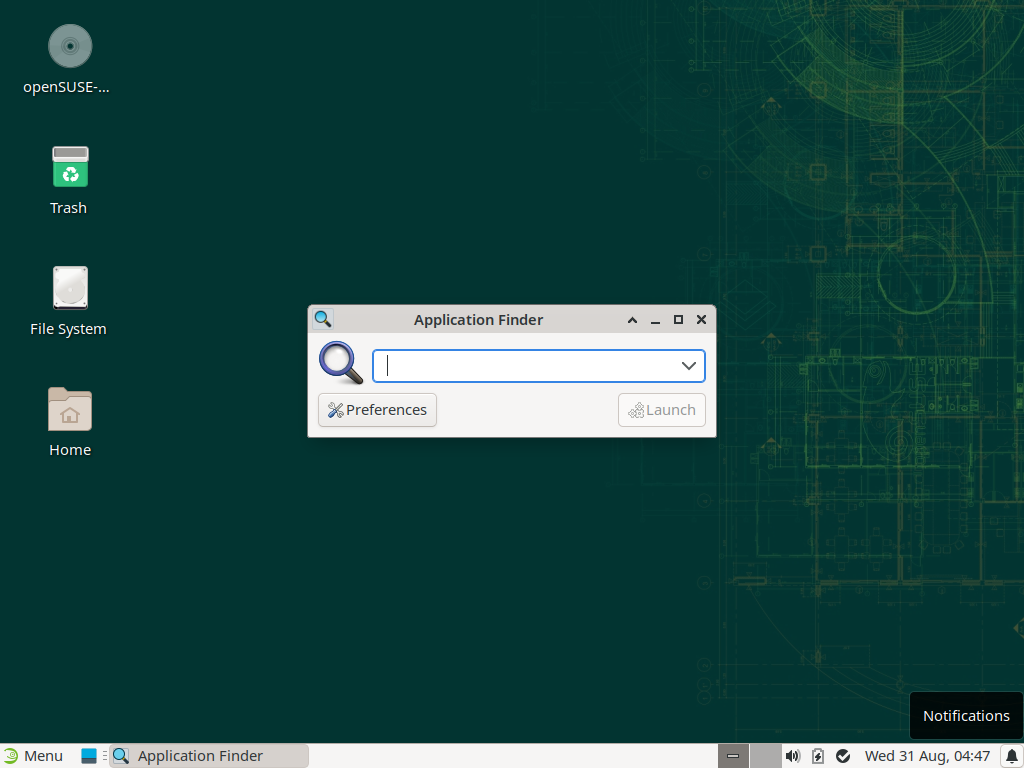 openSUSE-...
Trash
File System
Home
Application Finder
Preferences
Launch
Notifications
Menu
Application Finder
Wed 31 Aug, 04:47